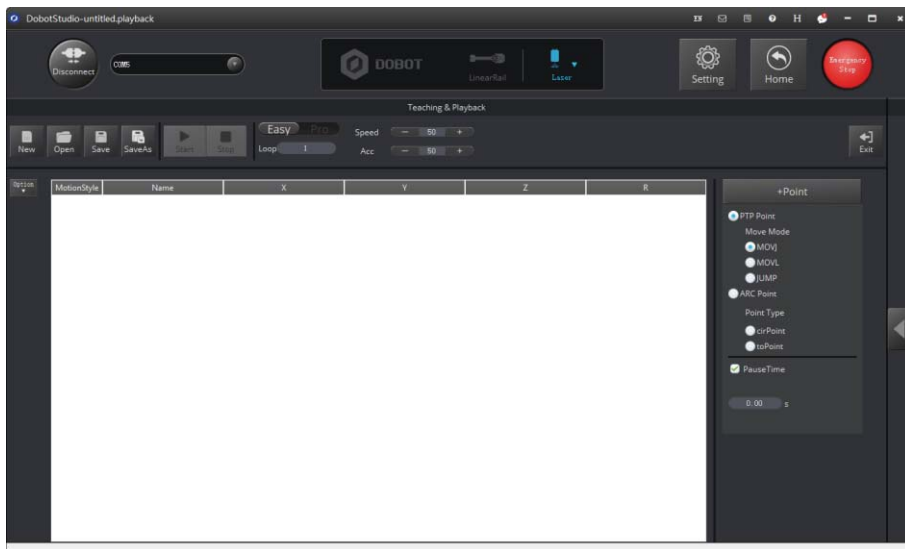 DobotStudio-untitled.playback
Disconnect
COM5
DOBOT
LinearRail
Laser
Setting
Home
Emergency
Stop
Teaching & Playback
New
Open
Save
SaveAs
Start
Stop
Easy
Pro
Loop 1
Speed − 50 +
Acc − 50 +
Exit
Option
MotionStyle Name X Y Z R
+Point
PTP Point
Move Mode
MOVJ
MOVL
JUMP
ARC Point
Point Type
cirPoint
toPoint
PauseTime
0.00 s